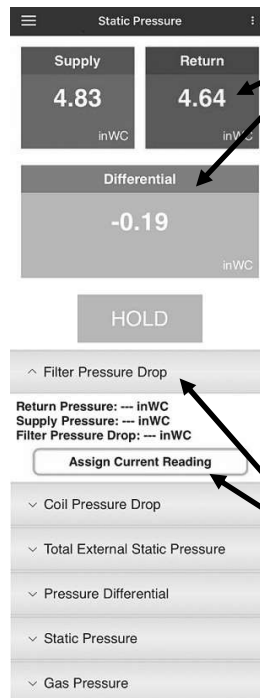 Static Pressure
Supply
Return
4.83
4.64
inWC
inWC
Differential
-0.19
inWC
HOLD
Filter Pressure Drop
Return Pressure: --- inWC
Supply Pressure: --- inWC
Filter Pressure Drop: --- inWC
Assign Current Reading
Coil Pressure Drop
Total External Static Pressure
Pressure Differential
Static Pressure
Gas Pressure